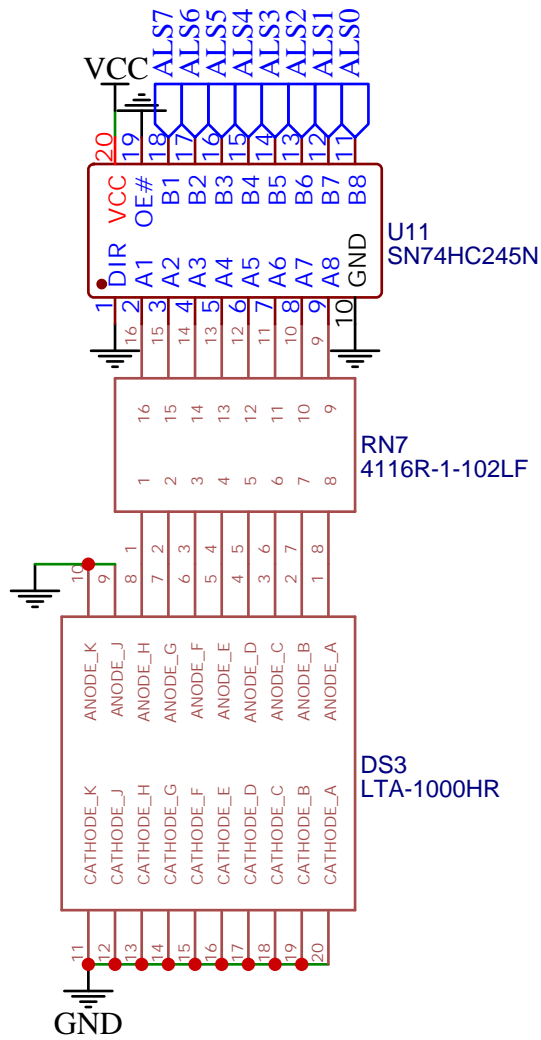 ALS7 ALS6 ALS5 ALS4 ALS3 ALS2 ALS1 ALS0
VCC
20 19 18 17 16 15 14 13 12 11
VCC OE# B1 B2 B3 B4 B5 B6 B7 B8
U11
SN74HC245N
DIR A1 A2 A3 A4 A5 A6 A7 A8 GND
1 2 3 4 5 6 7 8 9 10
16 15 14 13 12 11 10 9
16 15 14 13 12 11 10 9
RN7
4116R-1-102LF
1 2 3 4 5 6 7 8
1 2 3 4 5 6 7 8
10 9 8 7 6 5 4 3 2 1
ANODE_K ANODE_J ANODE_H ANODE_G ANODE_F ANODE_E ANODE_D ANODE_C ANODE_B ANODE_A
DS3
LTA-1000HR
CATHODE_K CATHODE_J CATHODE_H CATHODE_G CATHODE_F CATHODE_E CATHODE_D CATHODE_C CATHODE_B CATHODE_A
11 12 13 14 15 16 17 18 19 20
GND